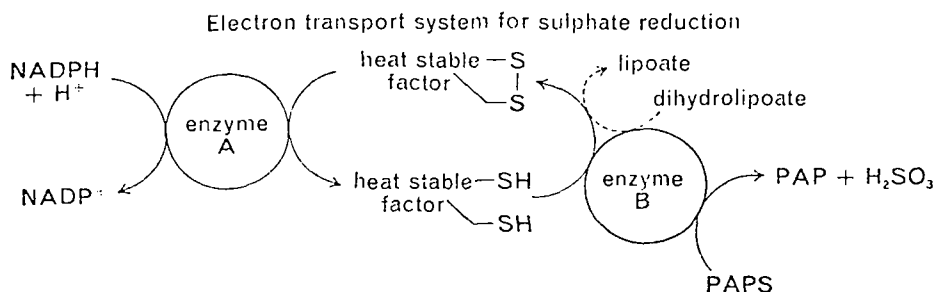 Electron transport system for sulphate reduction
NADPH
+ H⁺
NADP⁺
enzyme
A
heat stable
factor
S
S
heat stable
factor
SH
SH
lipoate
dihydrolipoate
enzyme
B
PAP + H₂SO₃
PAPS